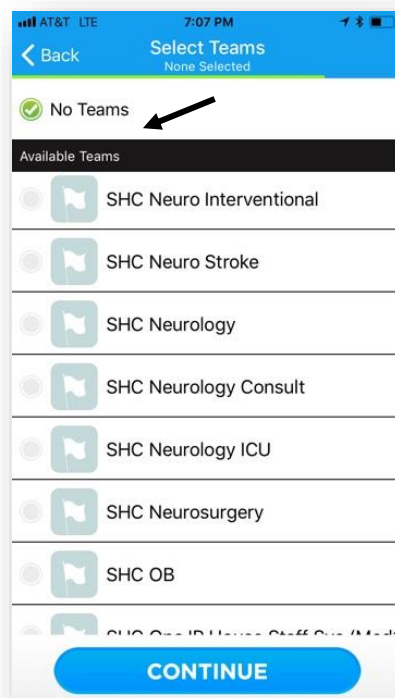 AT&T LTE 7:07 PM
Back Select Teams
None Selected
No Teams
Available Teams
SHC Neuro Interventional
SHC Neuro Stroke
SHC Neurology
SHC Neurology Consult
SHC Neurology ICU
SHC Neurosurgery
SHC OB
CONTINUE